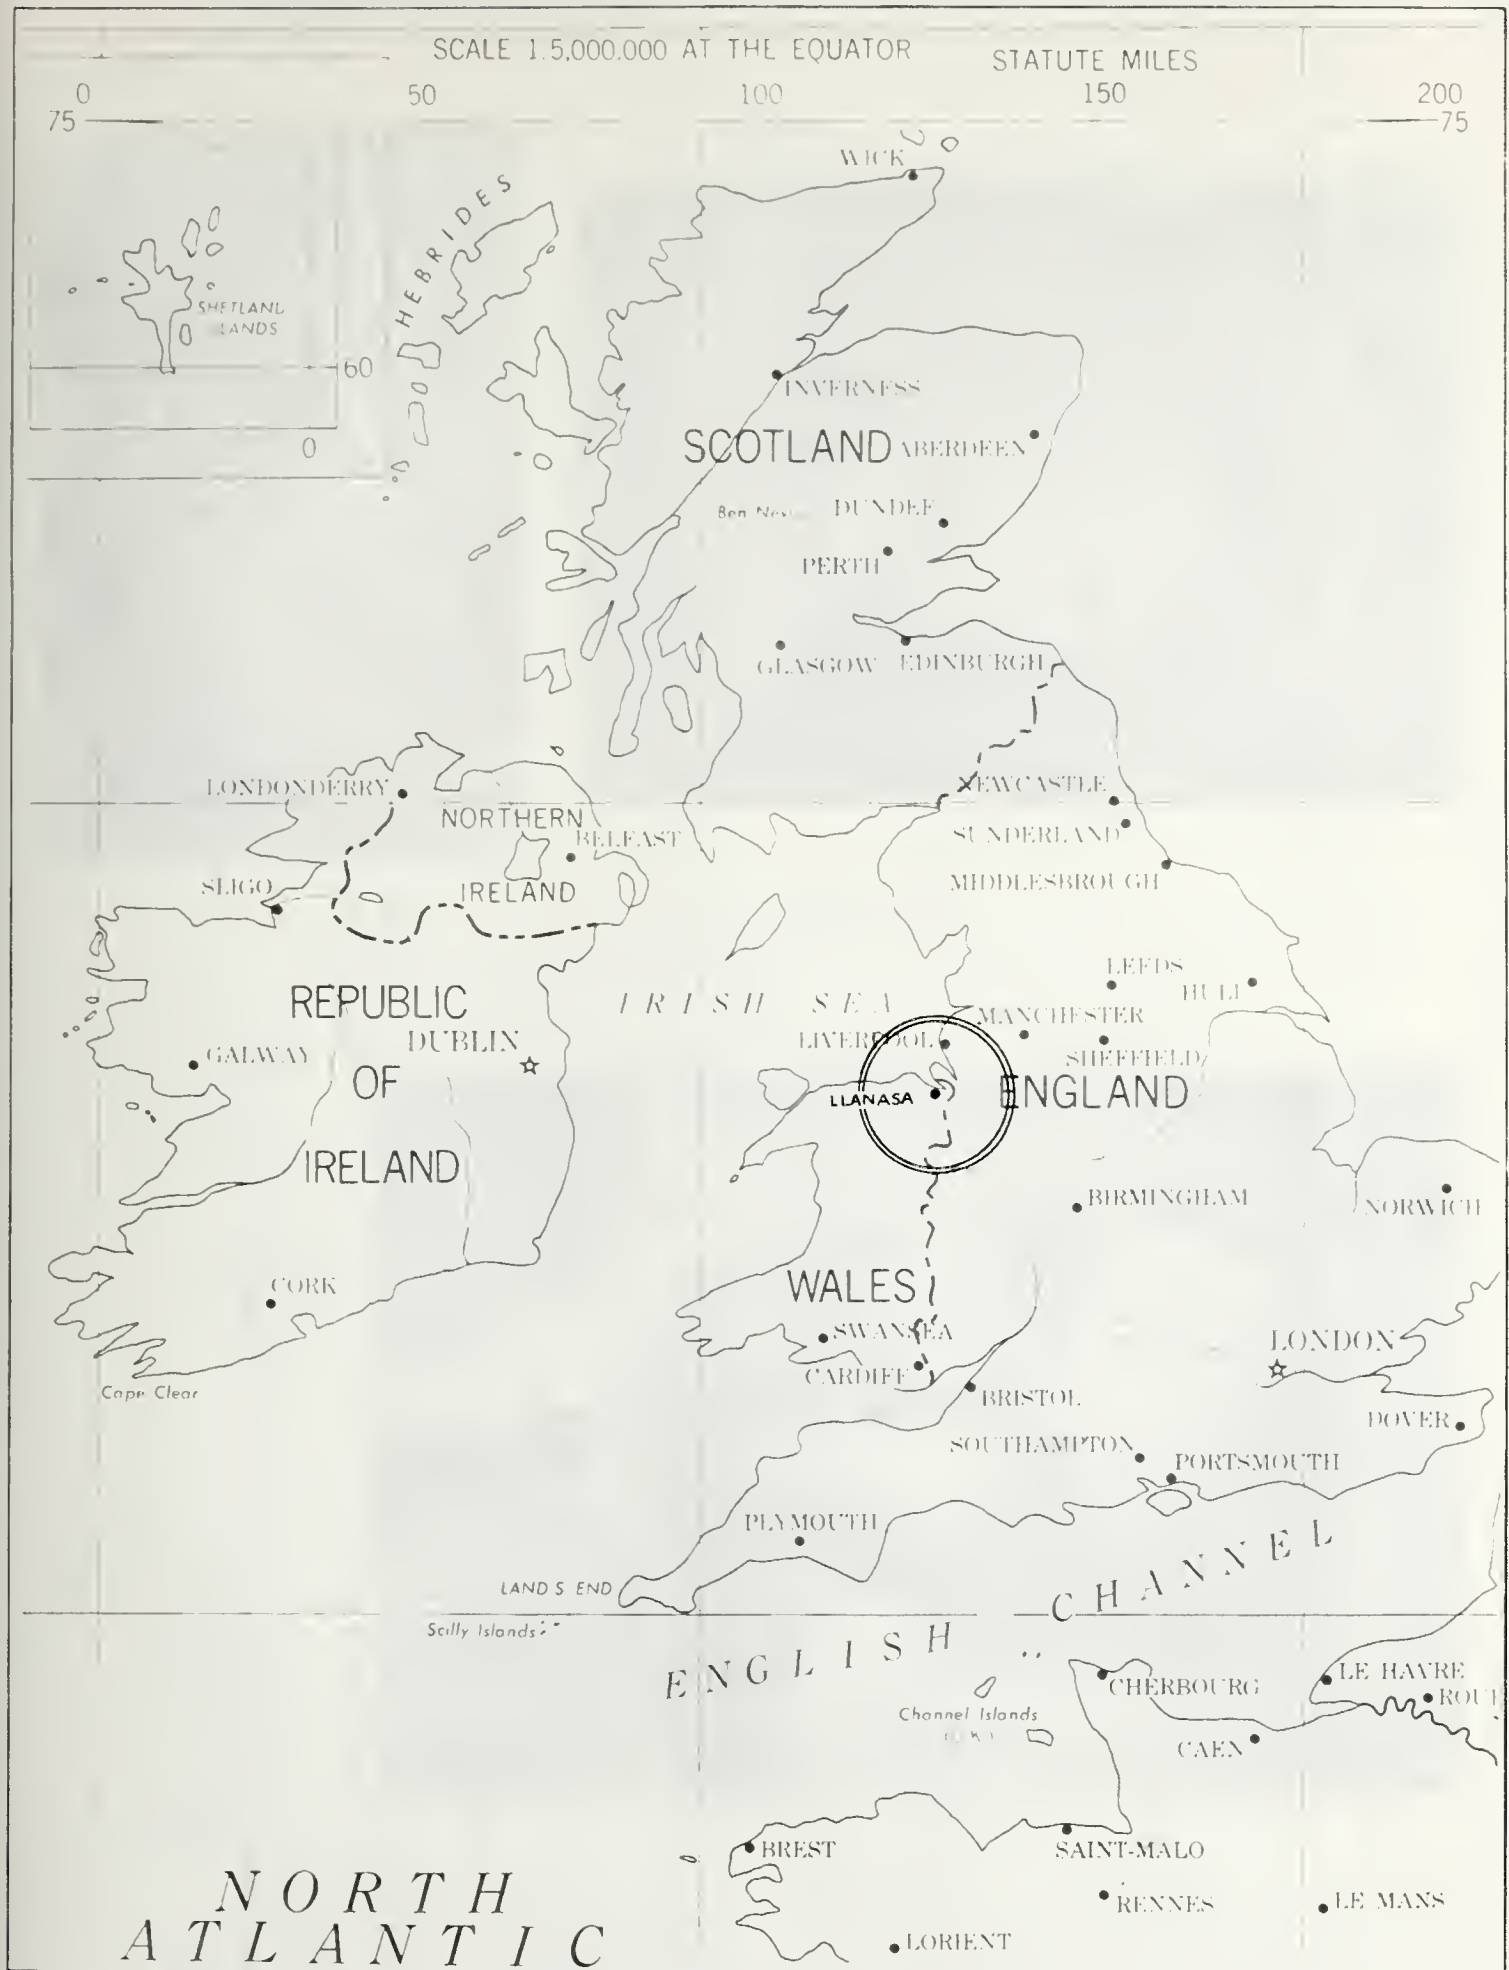 SCALE 1:5,000,000 AT THE EQUATOR STATUTE MILES
0 50 100 150 200
75 75
WICK
HEBRIDES
SHETLAND
LANDS
60
INVERNESS
0
SCOTLAND
ABERDEEN
Ben
DUNDEE
PERTH
GLASGOW
EDINBURGH
LONDONDERRY
NEWCASTLE
NORTHERN
BELFAST
SUNDERLAND
SLIGO
IRELAND
MIDDLESBROUGH
LEEDS
HULL
REPUBLIC
IRISH SEA
MANCHESTER
DUBLIN
LIVERPOOL
GALWAY
SHEFFIELD
OF
LLANASA
ENGLAND
IRELAND
BIRMINGHAM
NORWICH
CORK
WALES
SWANSEA
LONDON
CARDIFF
Cape Clear
BRISTOL
DOVER
SOUTHAMPTON
PORTSMOUTH
PLYMOUTH
LAND S END
Scilly Islands
ENGLISH CHANNEL
CHERBOURG
LE HAVRE
ROUE
Channel Islands
CAEN
BREST
SAINT-MALO
NORTH
RENNES
LE MANS
ATLANTIC
LORIENT